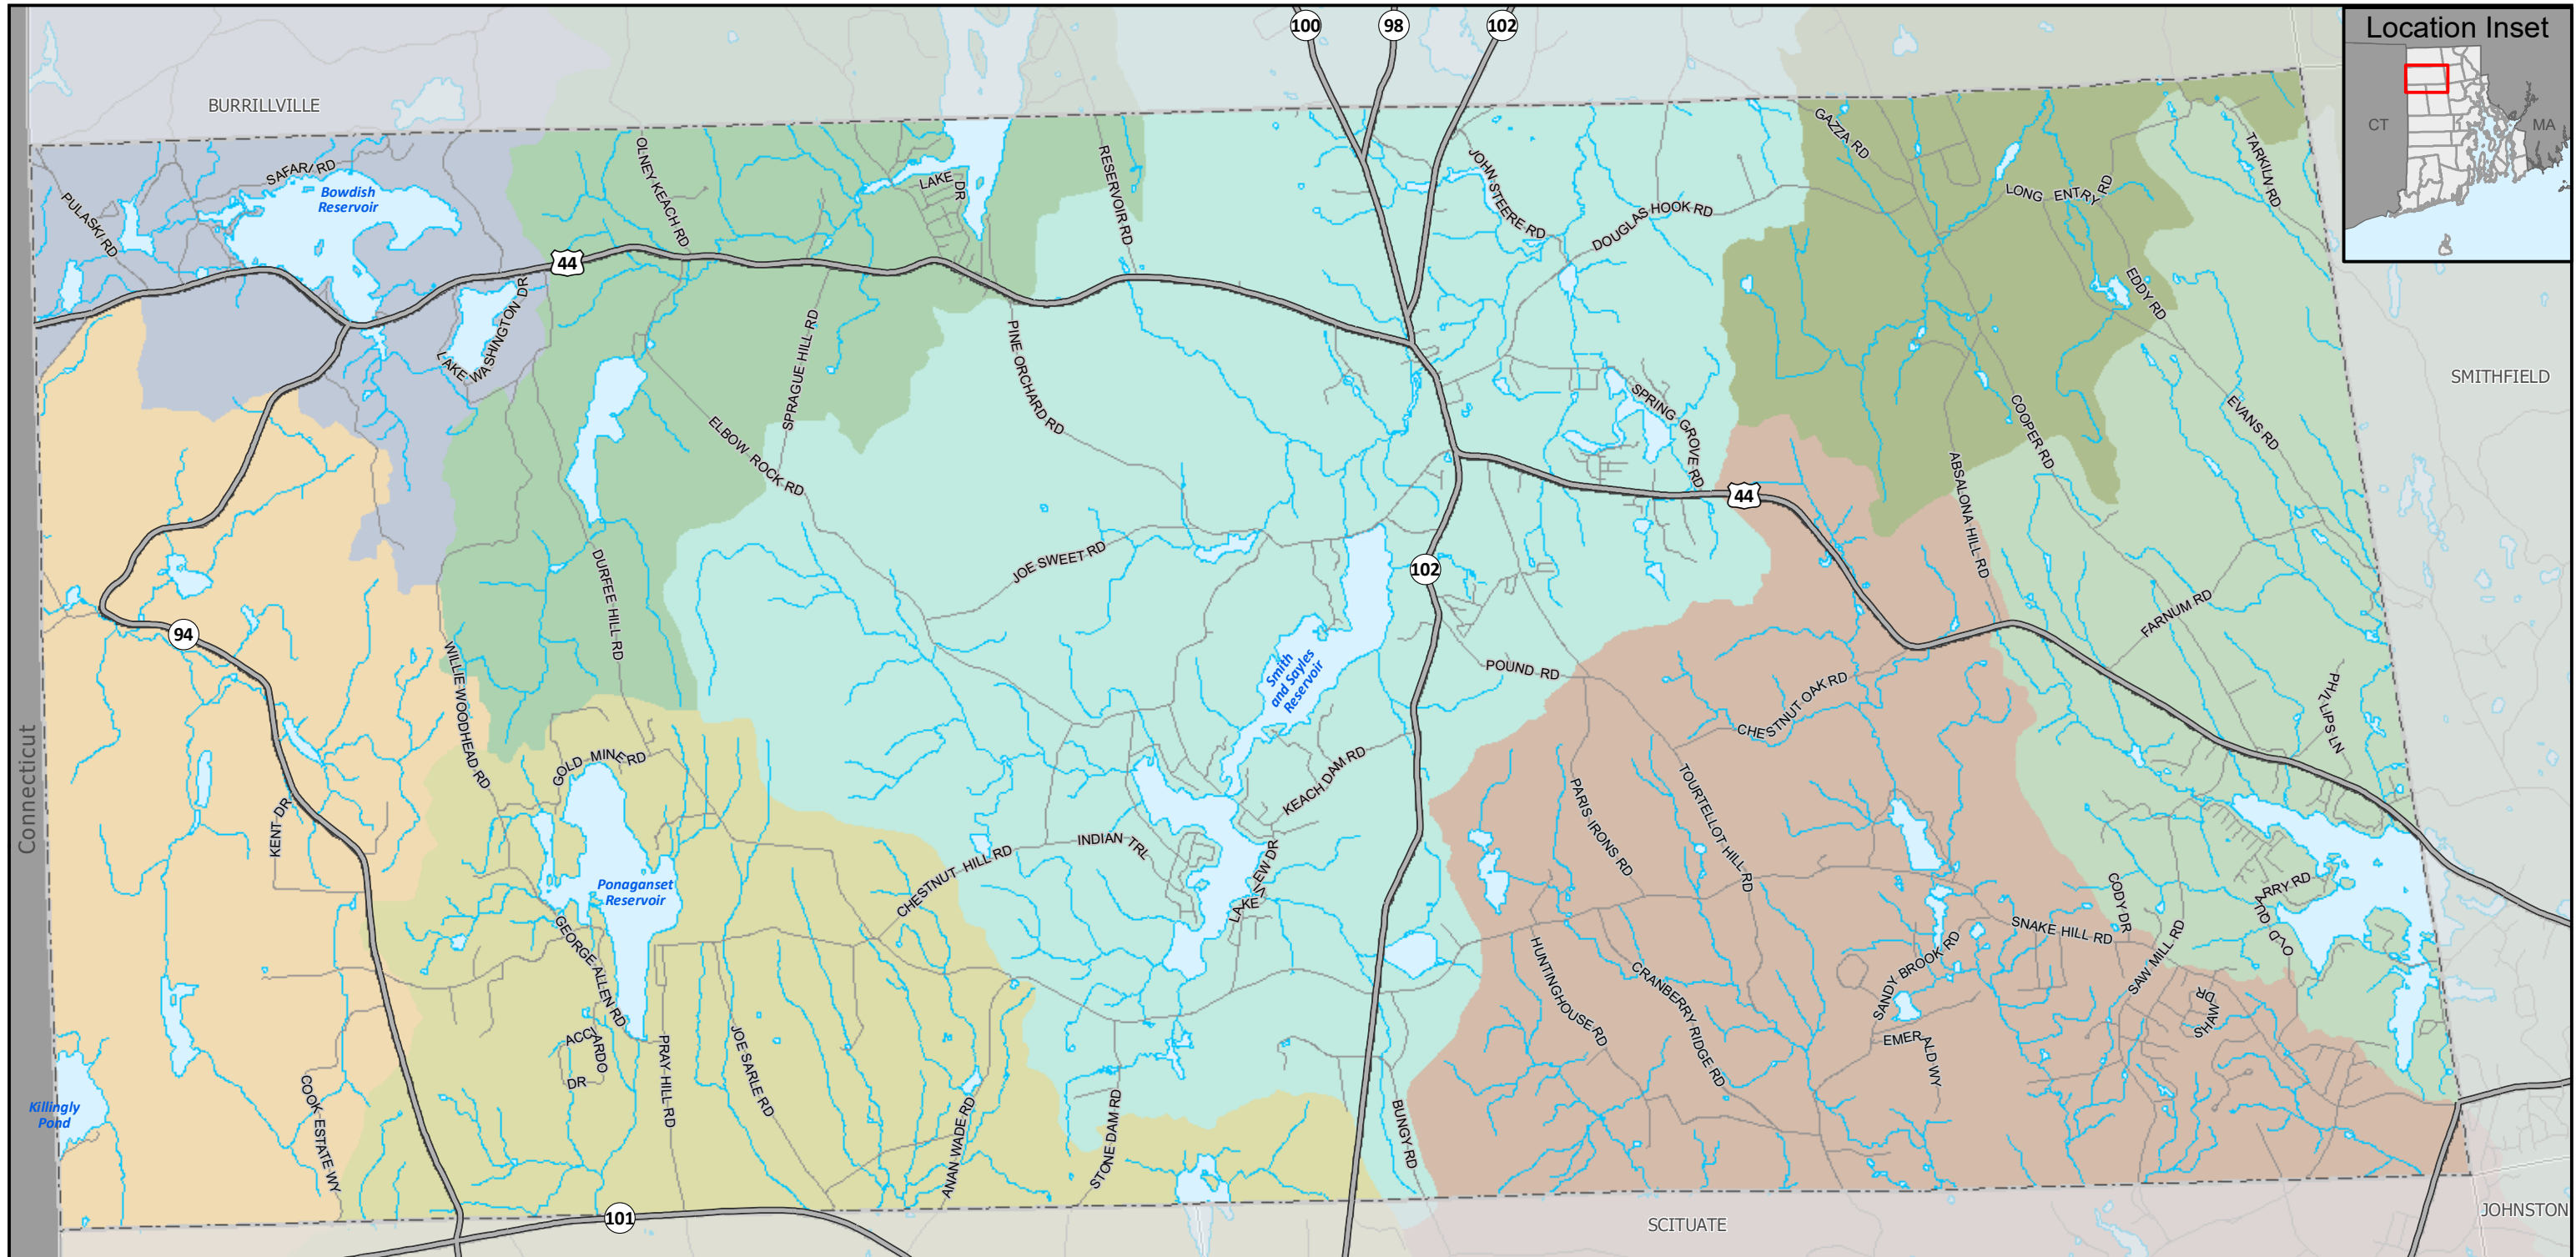 100
98
102
Location Inset
CT
MA
BURRILLVILLE
SAFARI RD
Bowdish
Reservoir
PULASKI RD
OLNEY KEACH RD
LAKE DR
RESERVOIR RD
JOHN STEERE RD
DOUGLAS HOOK RD
GAZZA RD
LONG ENTRY RD
TARKILN RD
EDDY RD
44
LAKE WASHINGTON DR
SPRAGUE HILL RD
PINE ORCHARD RD
SPRING GROVE RD
SMITHFIELD
ELBOW ROCK RD
COOPER RD
EVANS RD
ABSALONA HILL RD
44
JOE SWEET RD
102
DURFEE HILL RD
94
FARNUM RD
WILLIE WOODHEAD RD
Smith
and Sayles
Reservoir
POUND RD
CHESTNUT OAK RD
PHILLIPS LN
Connecticut
GOLD MINE RD
KEACH DAM RD
KENT DR
PARIS IRONS RD
TOURTELLOT HILL RD
INDIAN TRL
CHESTNUT HILL RD
LAKEVIEW DR
Ponaganset
Reservoir
GEORGE ALLEN RD
CODY DR
SNAKE HILL RD
SAW MILL RD
HUNTINGHOUSE RD
CRANBERRY RIDGE RD
SANDY BROOK RD
SHAW DR
EMERALD WY
ACCIARDO
DR
PRAY HILL RD
JOE SARLE RD
Killingly
Pond
COOK ESTATE WY
ANAN WADE RD
STONE DAM RD
BUNGY RD
101
SCITUATE
JOHNSTON